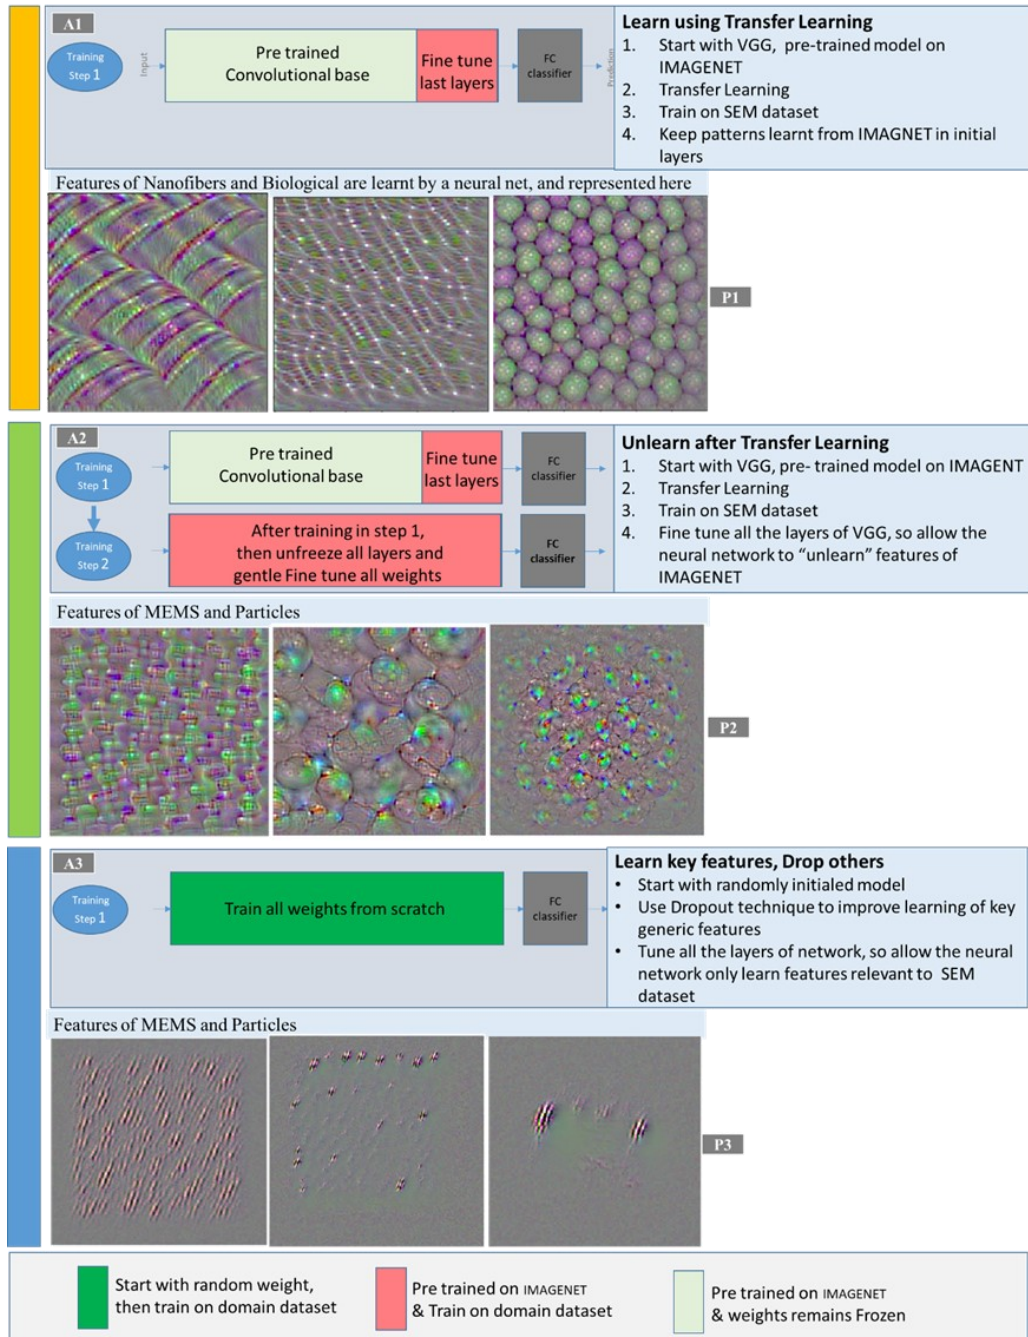 A1
Training
Step 1
Input
Pre trained
Convolutional base
Fine tune
last layers
FC
classifier
Prediction
Learn using Transfer Learning
1. Start with VGG, pre-trained model on
IMAGENET
2. Transfer Learning
3. Train on SEM dataset
4. Keep patterns learnt from IMAGNET in initial
layers
Features of Nanofibers and Biological are learnt by a neural net, and represented here
P1
A2
Training
Step 1
Pre trained
Convolutional base
Fine tune
last layers
FC
classifier
Training
Step 2
After training in step 1,
then unfreeze all layers and
gentle Fine tune all weights
FC
classifier
Unlearn after Transfer Learning
1. Start with VGG, pre- trained model on IMAGENT
2. Transfer Learning
3. Train on SEM dataset
4. Fine tune all the layers of VGG, so allow the
neural network to “unlearn” features of
IMAGENET
Features of MEMS and Particles
P2
A3
Training
Step 1
Train all weights from scratch
FC
classifier
Learn key features, Drop others
• Start with randomly initialed model
• Use Dropout technique to improve learning of key
generic features
• Tune all the layers of network, so allow the neural
network only learn features relevant to SEM
dataset
Features of MEMS and Particles
P3
Start with random weight,
then train on domain dataset
Pre trained on IMAGENET
& Train on domain dataset
Pre trained on IMAGENET
& weights remains Frozen